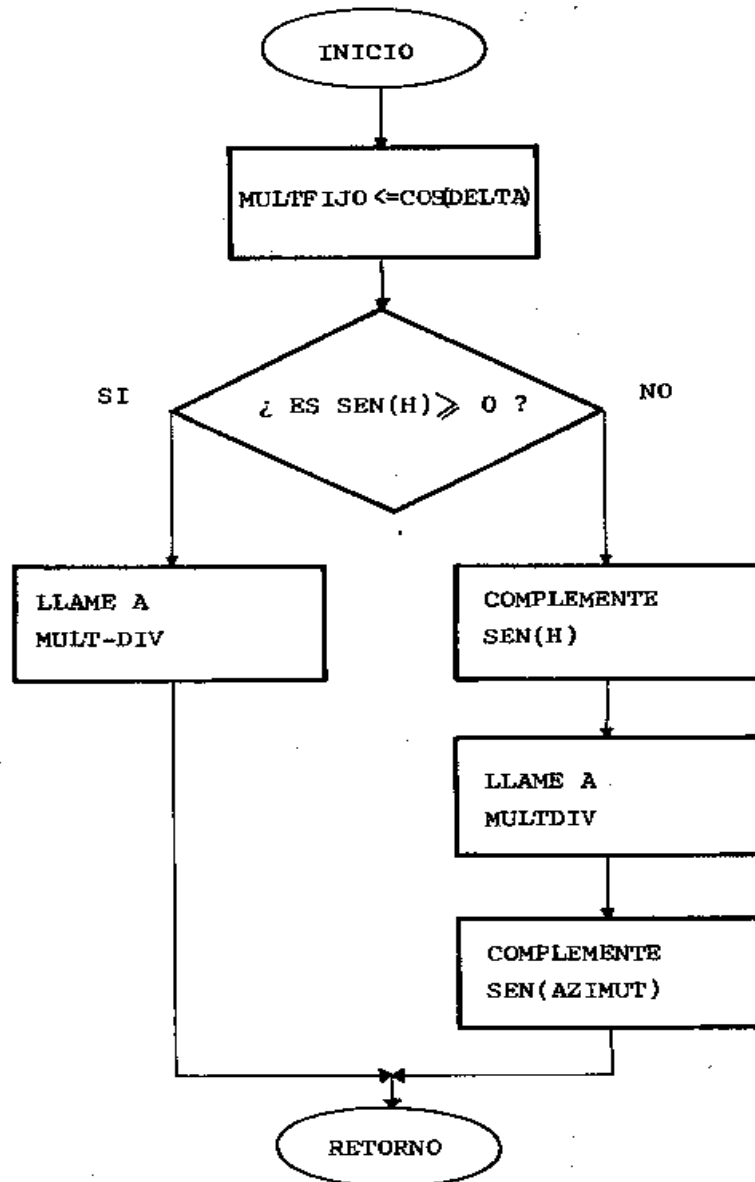 INICIO
MULTFIJO <=COS(DELTA)
¿ ES SEN(H) ⩾ 0 ?
SI
NO
LLAME A
MULT-DIV
COMPLEMENTE
SEN(H)
LLAME A
MULTDIV
COMPLEMENTE
SEN(AZIMUT)
RETORNO